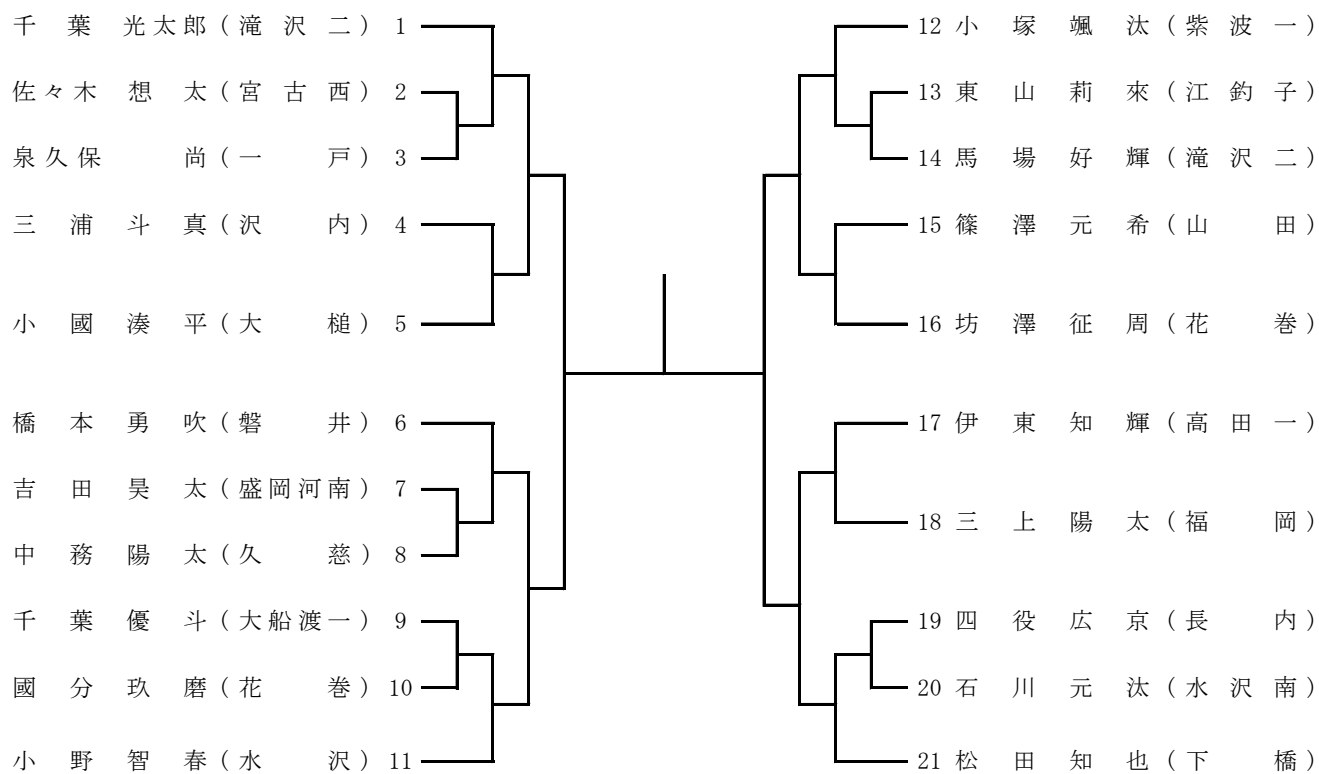 千葉光太郎(滝沢二) 1
佐々木想太(宮古西) 2
泉久保尚(一戸) 3
三浦斗真(沢内) 4
小國湊平(大槌) 5
橋本勇吹(磐井) 6
吉田昊太(盛岡河南) 7
中務陽太(久慈) 8
千葉優斗(大船渡一) 9
國分玖磨(花巻) 10
小野智春(水沢) 11
12 小塚颯汰(紫波一)
13 東山莉來(江釣子)
14 馬場好輝(滝沢二)
15 篠澤元希(山田)
16 坊澤征周(花巻)
17 伊東知輝(高田一)
18 三上陽太(福岡)
19 四役広京(長内)
20 石川元汰(水沢南)
21 松田知也(下橋)